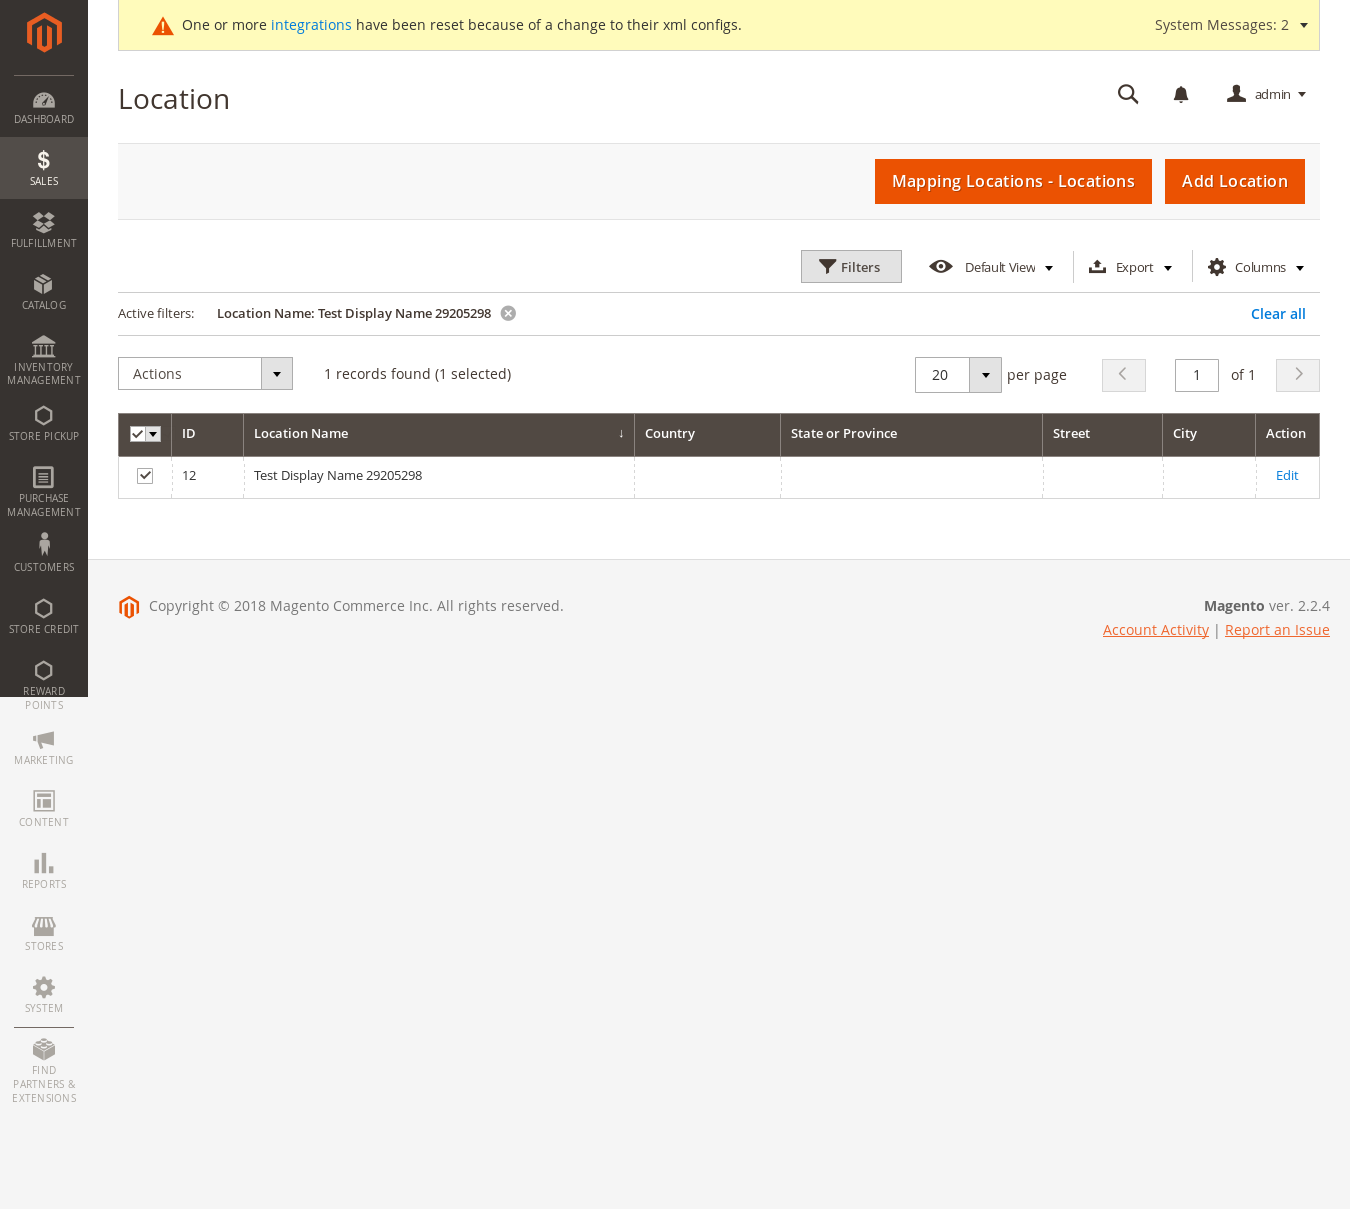 One or more integrations have been reset because of a change to their xml configs.
System Messages: 2
Location
admin
Mapping Locations - Locations
Add Location
Filters
Default View
Export
Columns
Active filters:
Location Name: Test Display Name 29205298
Clear all
Actions
1 records found (1 selected)
20
per page
1
of 1
ID
Location Name ↓
Country
State or Province
Street
City
Action
12
Test Display Name 29205298
Edit
DASHBOARD
$
SALES
FULFILLMENT
CATALOG
INVENTORY
MANAGEMENT
STORE PICKUP
PURCHASE
MANAGEMENT
CUSTOMERS
STORE CREDIT
REWARD
POINTS
MARKETING
CONTENT
REPORTS
STORES
SYSTEM
FIND
PARTNERS &
EXTENSIONS
Copyright © 2018 Magento Commerce Inc. All rights reserved.
Magento ver. 2.2.4
Account Activity | Report an Issue